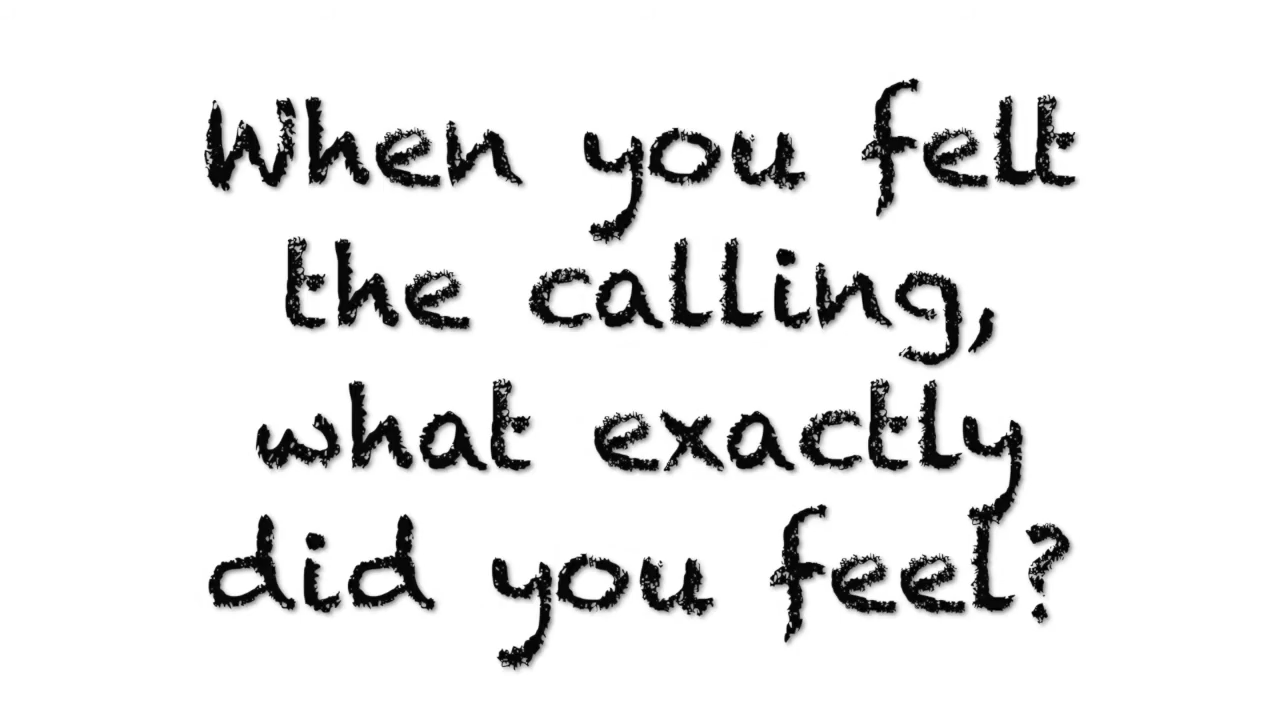 When you felt
the calling,
what exactly
did you feel?